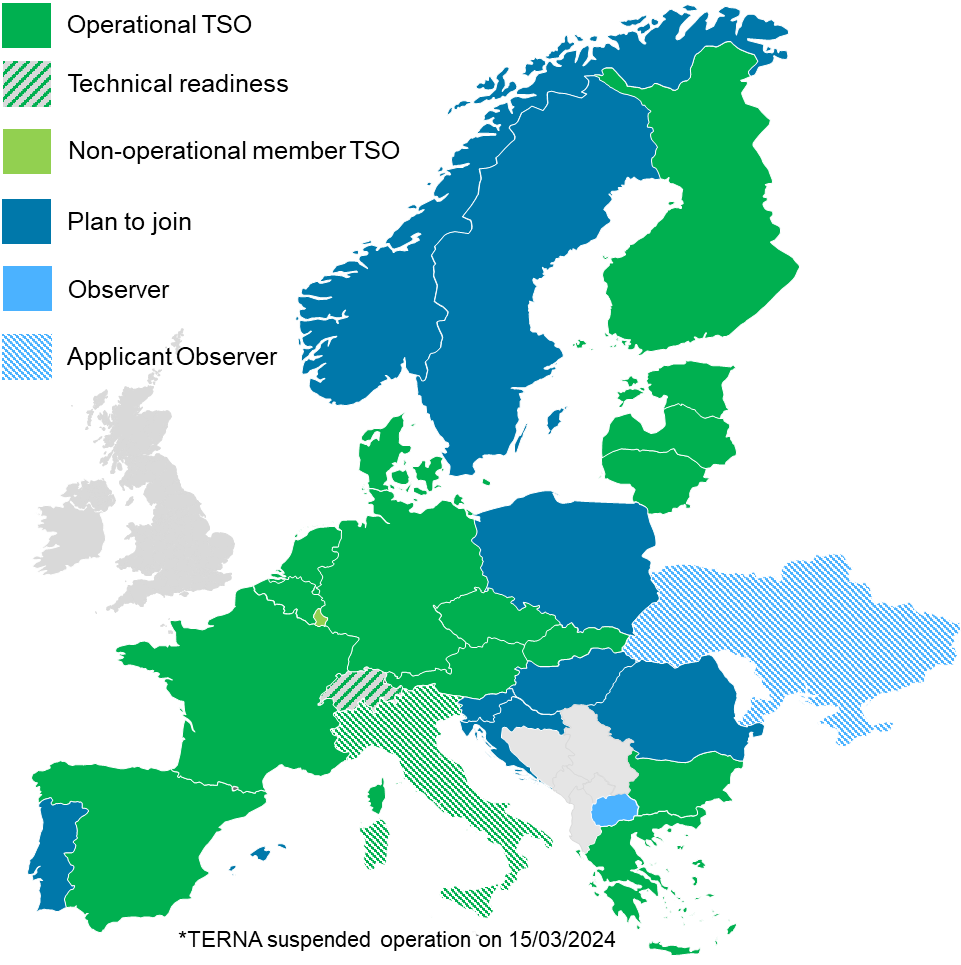 Operational TSO
Technical readiness
Non-operational member TSO
Plan to join
Observer
Applicant Observer
*TERNA suspended operation on 15/03/2024